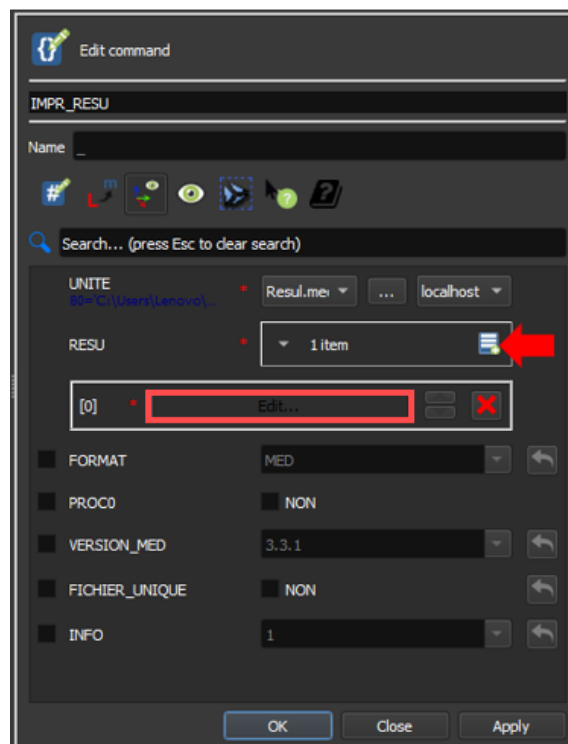 Edit command
IMPR_RESU
Name _
Search... (press Esc to clear search)
UNITE * Resul.me ... localhost
80='C:\Users\Lenovo\...
RESU * 1 item
[0] * Edit...
FORMAT MED
PROC0 NON
VERSION_MED 3.3.1
FICHIER_UNIQUE NON
INFO 1
OK Close Apply